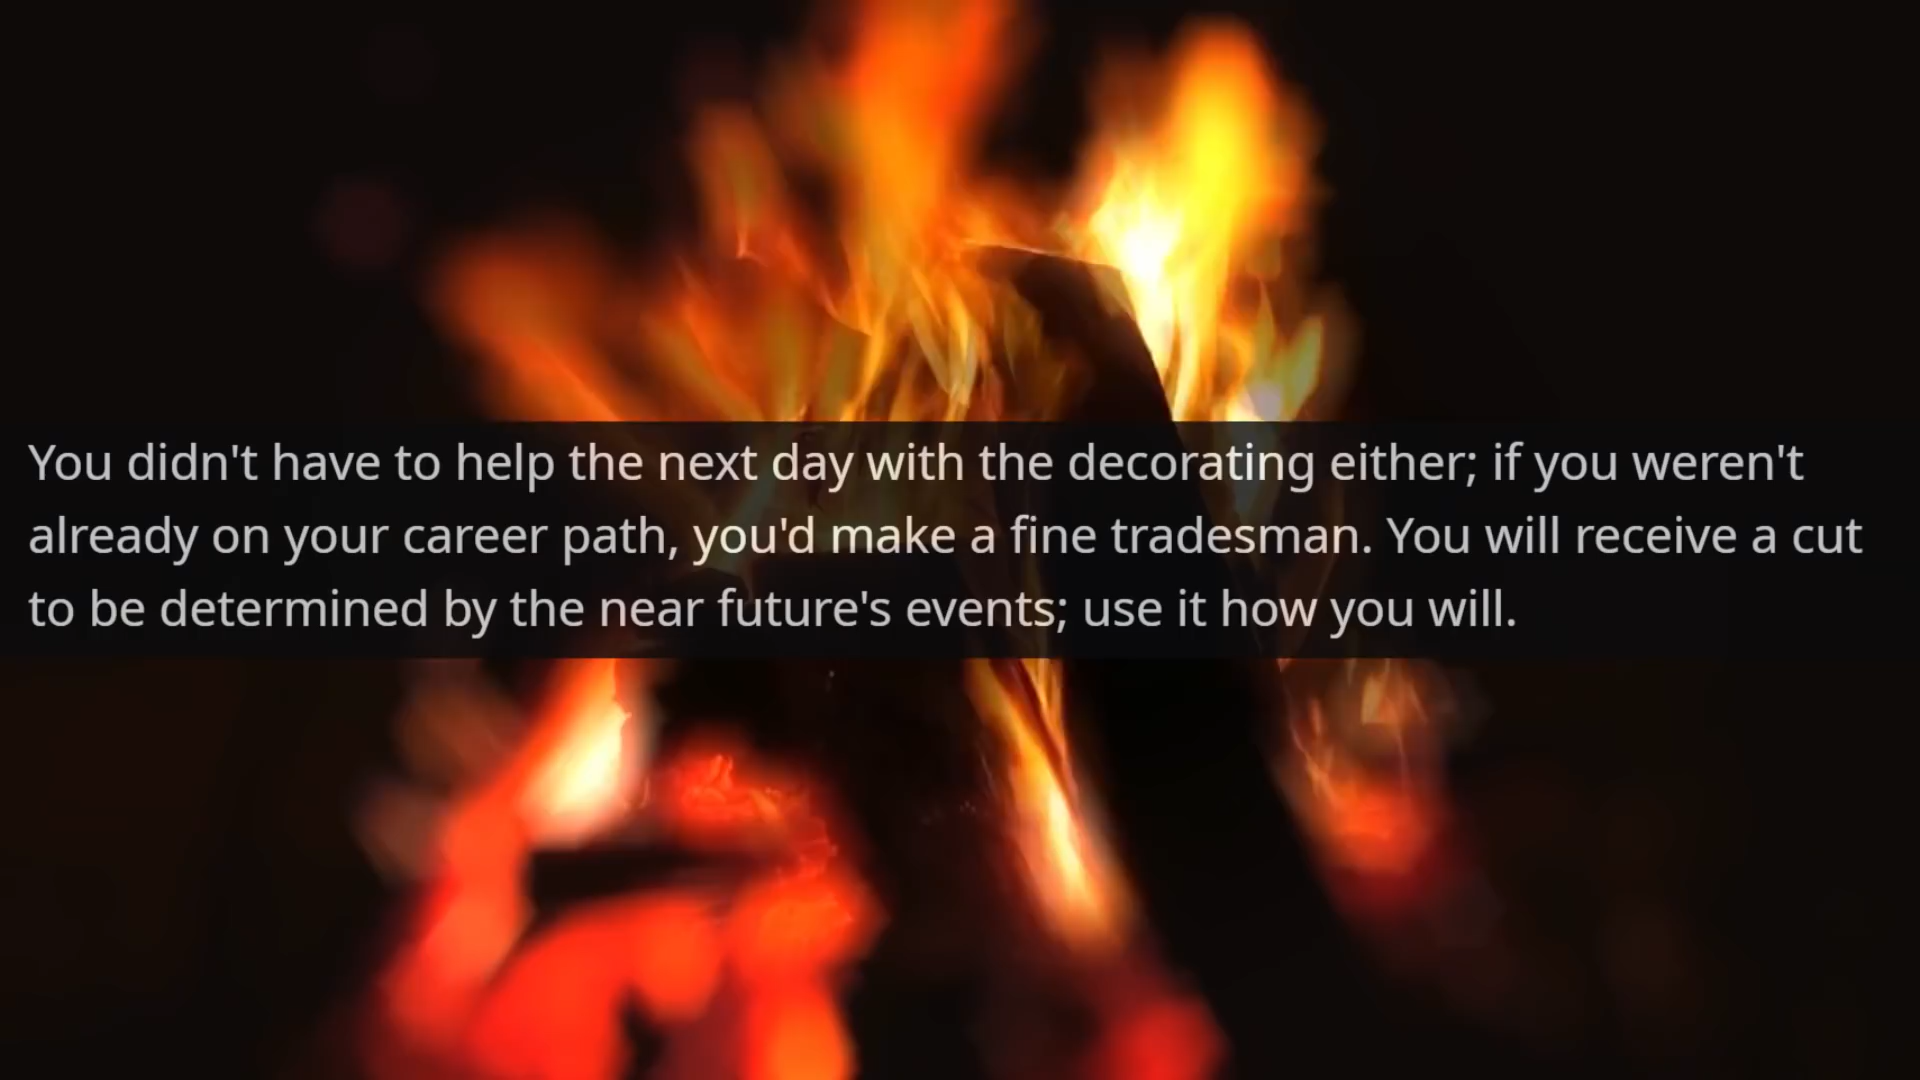 You didn't have to help the next day with the decorating either; if you weren't
already on your career path, you'd make a fine tradesman. You will receive a cut
to be determined by the near future's events; use it how you will.